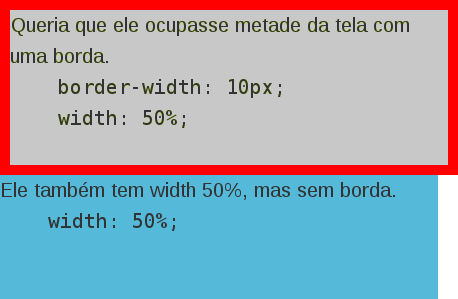 Queria que ele ocupasse metade da tela com
uma borda.
border-width: 10px;
width: 50%;
Ele também tem width 50%, mas sem borda.
width: 50%;